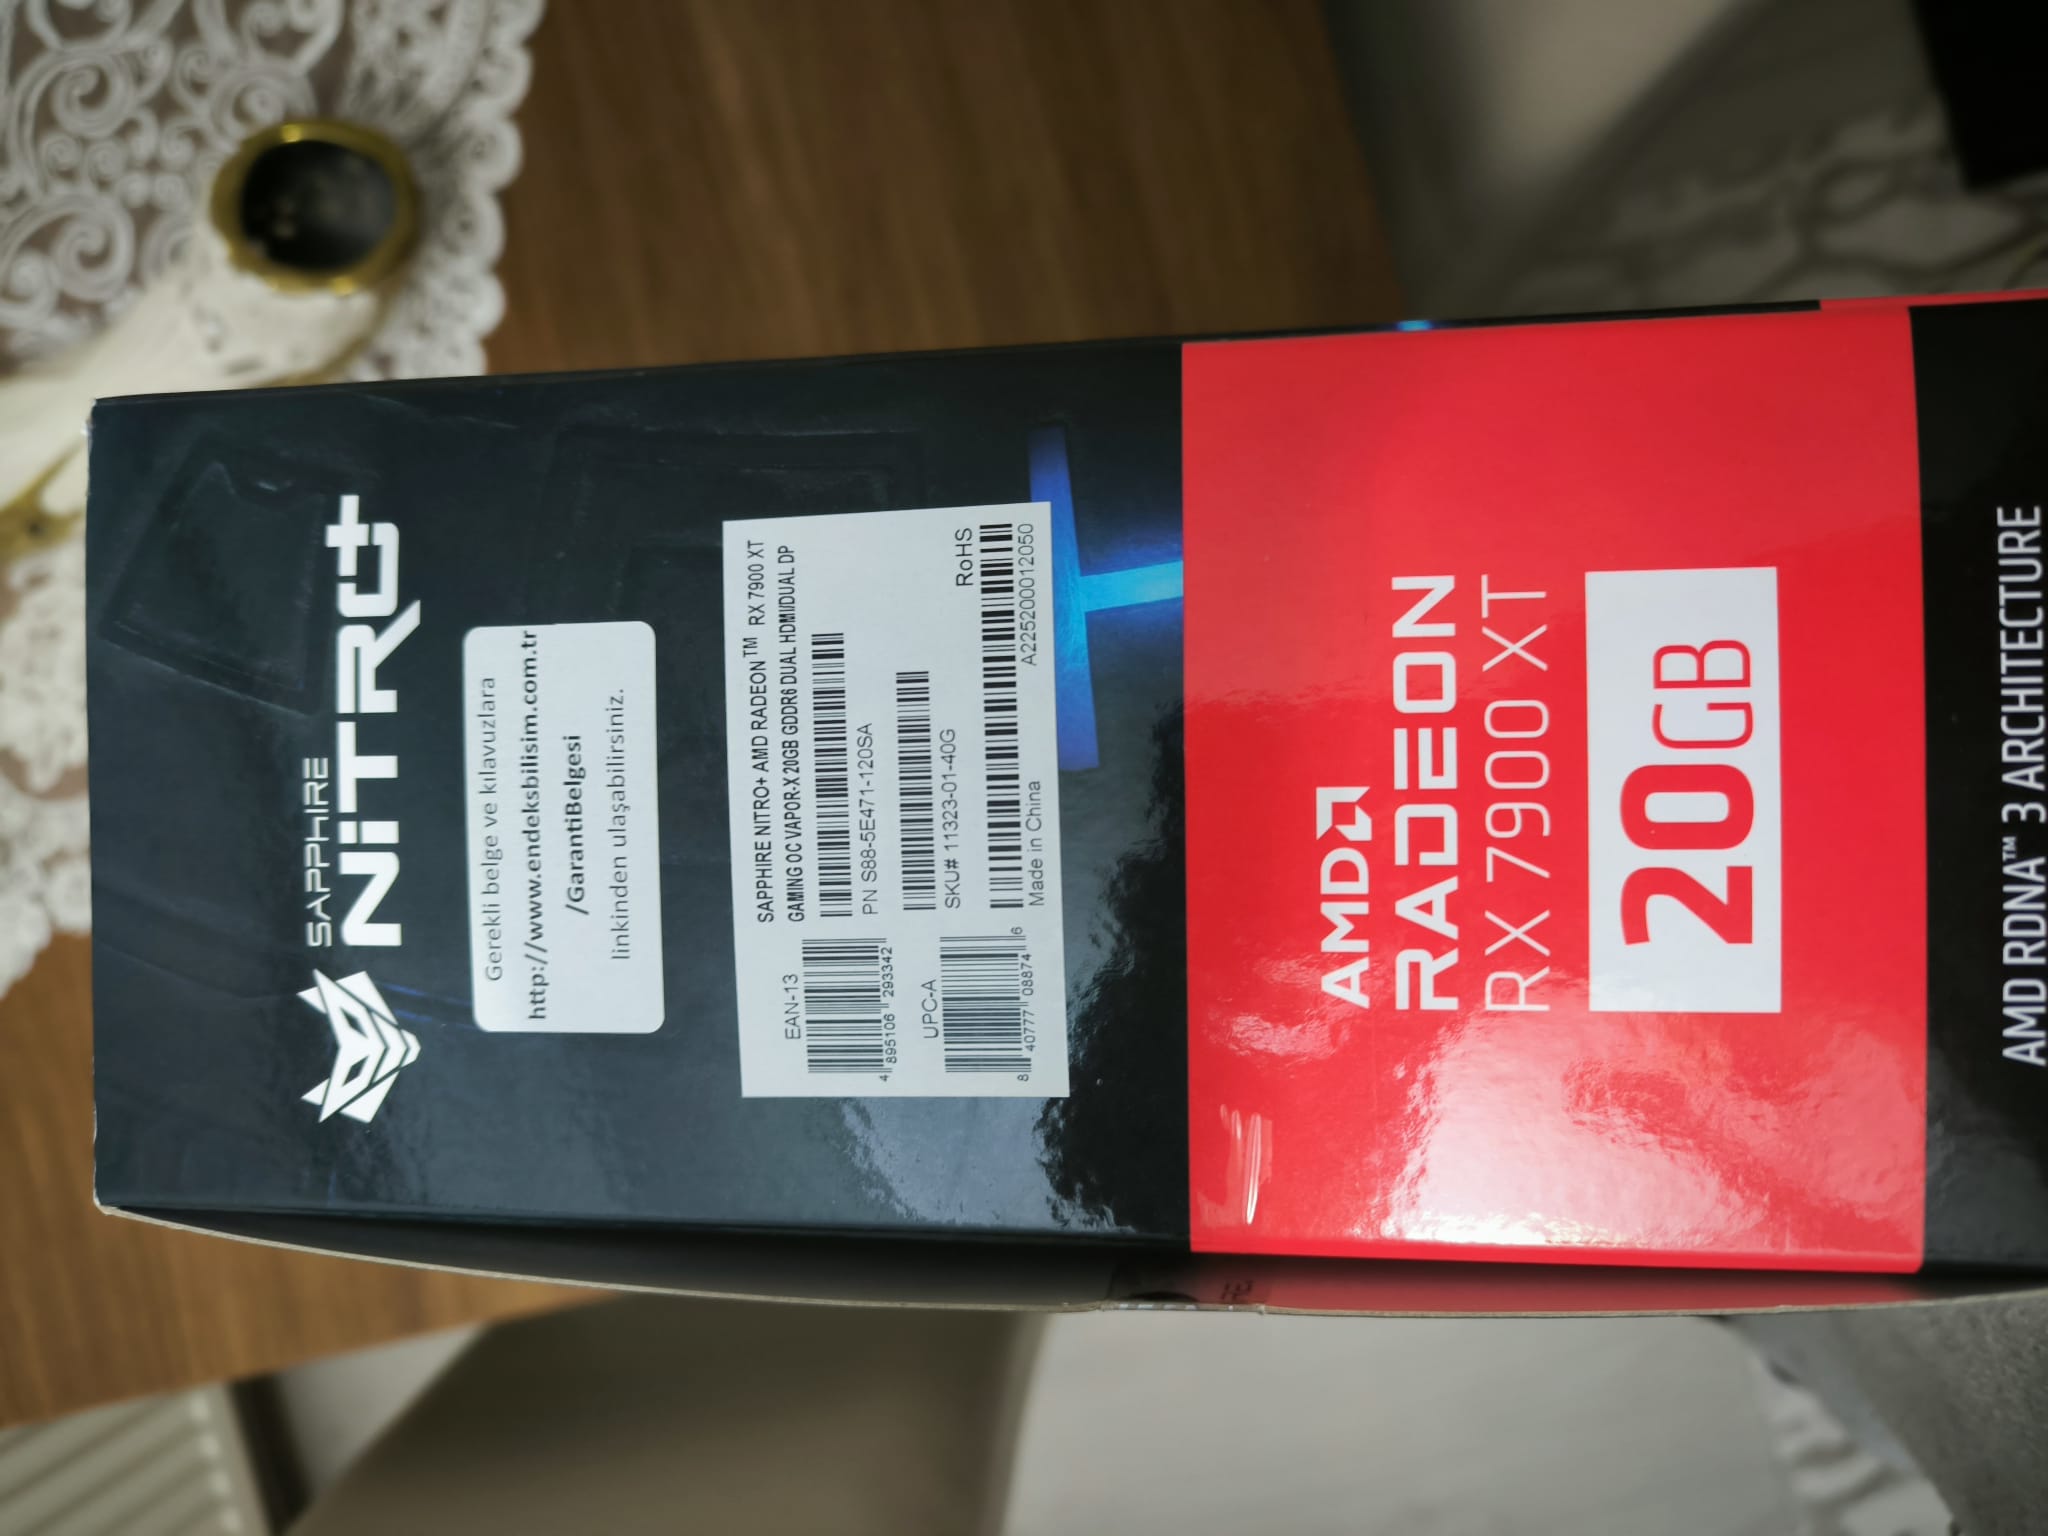 SAPPHIRE
NITRO+
Gerekli belge ve kılavuzlara
http://www.endeksbilisim.com.tr
/GarantiBelgesi
linkinden ulaşabilirsiniz.
SAPPHIRE NITRO+ AMD RADEON™ RX 7900 XT
GAMING OC VAPOR-X 20GB GDDR6 DUAL HDMI/DUAL DP
EAN-13
4 895106 293342
PN S88-5E471-120SA
UPC-A
8 40777 08874 6
SKU# 11323-01-40G
RoHS
A225200012050
Made in China
AMD
RADEON
RX 7900 XT
20GB
AMD RDNA™ 3 ARCHITECTURE